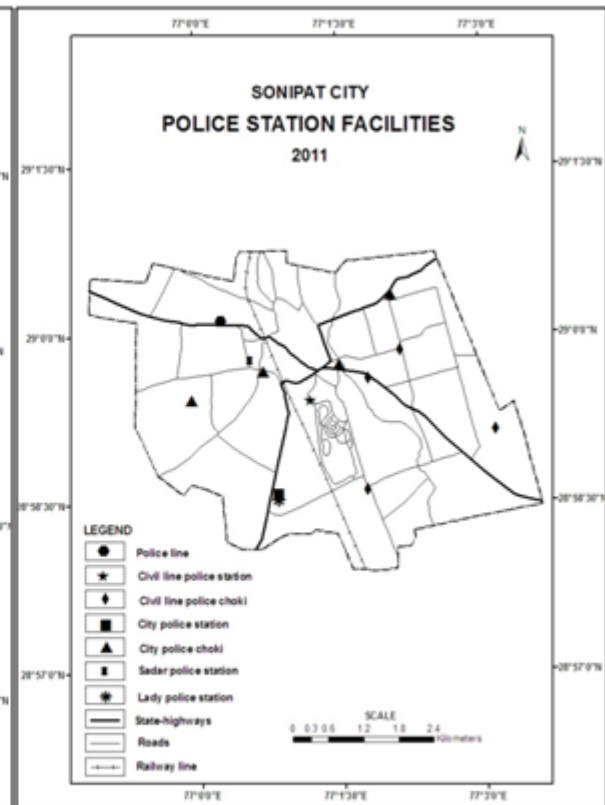 77°0'0"E 77°1'30"E 77°3'0"E
SONIPAT CITY
POLICE STATION FACILITIES
2011
N
29°1'30"N 29°1'30"N
29°0'0"N 29°0'0"N
28°58'30"N 28°58'30"N
LEGEND
Police line
Civil line police station
Civil line police choki
City police station
City police choki
Sadar police station
Lady police station
State-highways
Roads
Railway line
28°57'0"N 28°57'0"N
SCALE
0 0.3 0.6 1.2 1.8 2.4
Kilometers
77°0'0"E 77°1'30"E 77°3'0"E